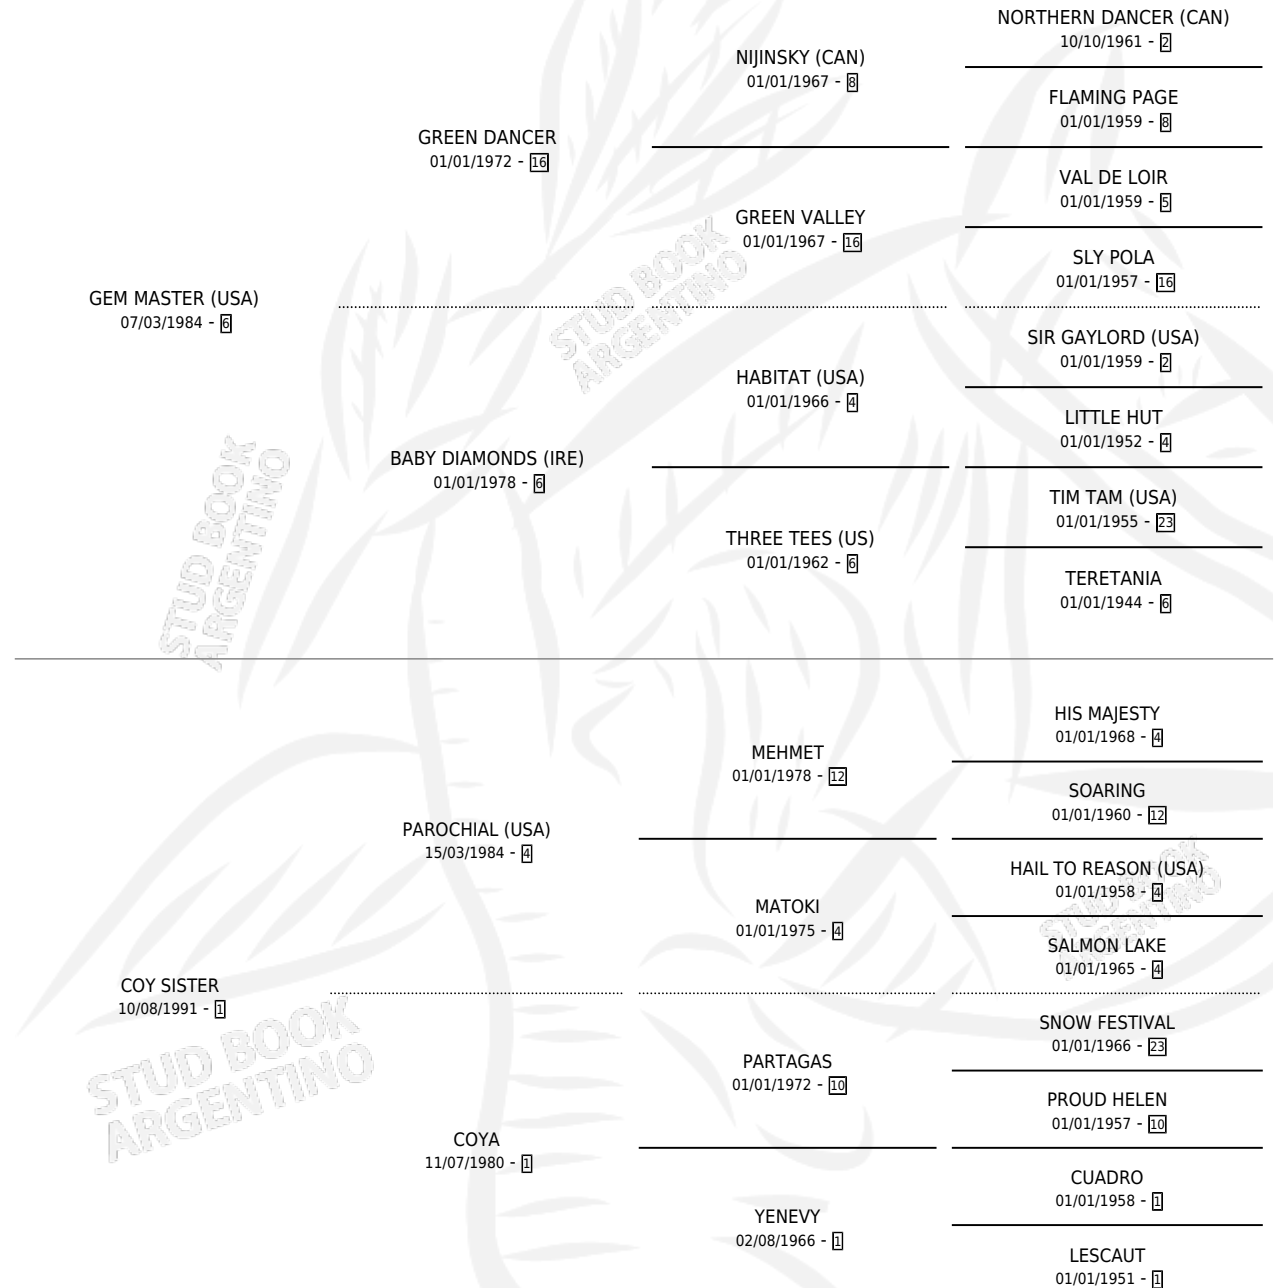 NORTHERN DANCER (CAN)
10/10/1961 - 2
NIJINSKY (CAN)
01/01/1967 - 8
FLAMING PAGE
01/01/1959 - 8
GREEN DANCER
01/01/1972 - 16
VAL DE LOIR
01/01/1959 - 5
GREEN VALLEY
01/01/1967 - 16
SLY POLA
01/01/1957 - 16
GEM MASTER (USA)
07/03/1984 - 6
SIR GAYLORD (USA)
01/01/1959 - 2
HABITAT (USA)
01/01/1966 - 4
LITTLE HUT
01/01/1952 - 4
BABY DIAMONDS (IRE)
01/01/1978 - 6
TIM TAM (USA)
01/01/1955 - 23
THREE TEES (US)
01/01/1962 - 6
TERETANIA
01/01/1944 - 6
HIS MAJESTY
01/01/1968 - 4
MEHMET
01/01/1978 - 12
SOARING
01/01/1960 - 12
PAROCHIAL (USA)
15/03/1984 - 4
HAIL TO REASON (USA)
01/01/1958 - 4
MATOKI
01/01/1975 - 4
SALMON LAKE
01/01/1965 - 4
COY SISTER
10/08/1991 - 1
SNOW FESTIVAL
01/01/1966 - 23
PARTAGAS
01/01/1972 - 10
PROUD HELEN
01/01/1957 - 10
COYA
11/07/1980 - 1
CUADRO
01/01/1958 - 1
YENEVY
02/08/1966 - 1
LESCAUT
01/01/1951 - 1
STUD BOOK
ARGENTINO
STUD BOOK
ARGENTINO
STUD BOOK
ARGENTINO
STUD BOOK
ARGENTINO